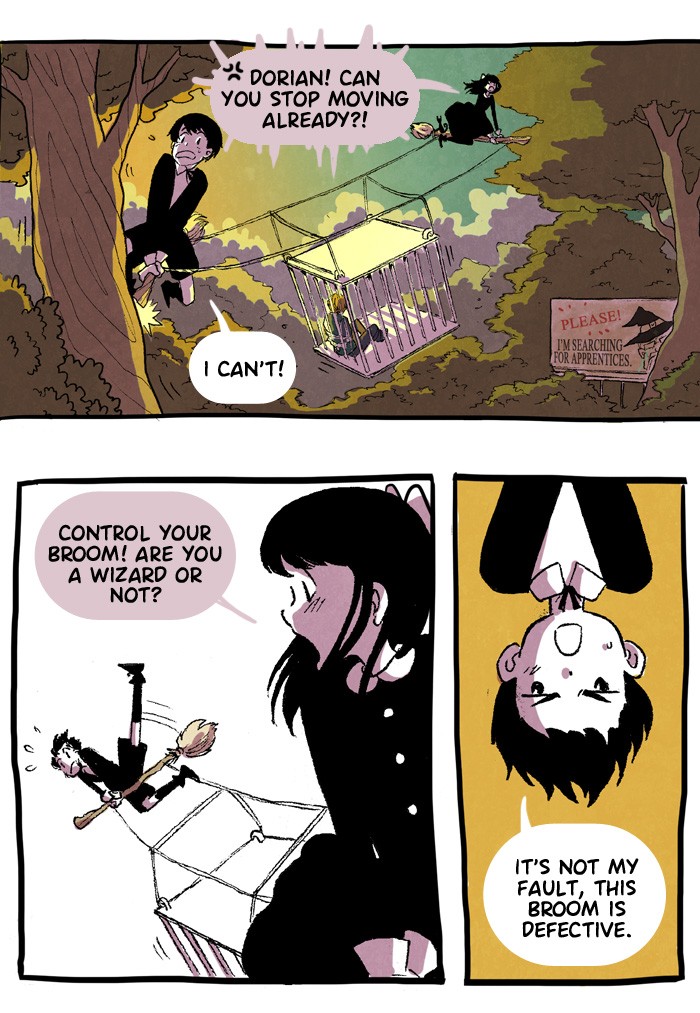 DORIAN! CAN
YOU STOP MOVING
ALREADY?!
I CAN'T!
PLEASE!
I'M SEARCHING
FOR APPRENTICES.
CONTROL YOUR
BROOM! ARE YOU
A WIZARD OR
NOT?
IT'S NOT MY
FAULT, THIS
BROOM IS
DEFECTIVE.